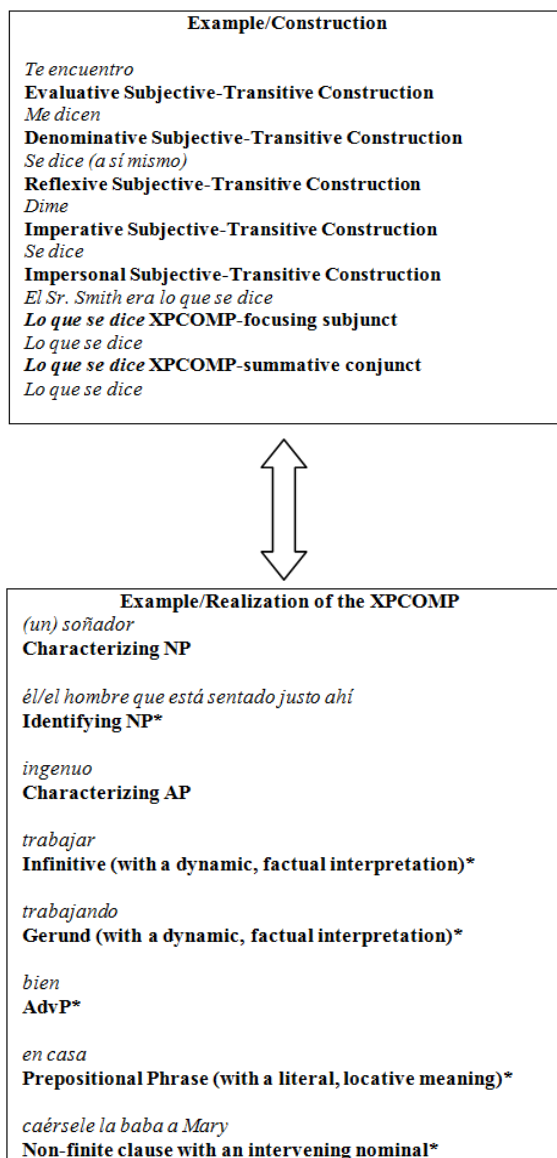 Example/Construction
Te encuentro
Evaluative Subjective-Transitive Construction
Me dicen
Denominative Subjective-Transitive Construction
Se dice (a sí mismo)
Reflexive Subjective-Transitive Construction
Dime
Imperative Subjective-Transitive Construction
Se dice
Impersonal Subjective-Transitive Construction
El Sr. Smith era lo que se dice
Lo que se dice XPCOMP-focusing subjunct
Lo que se dice
Lo que se dice XPCOMP-summative conjunct
Lo que se dice
Example/Realization of the XPCOMP
(un) soñador
Characterizing NP
él/el hombre que está sentado justo ahí
Identifying NP*
ingenuo
Characterizing AP
trabajar
Infinitive (with a dynamic, factual interpretation)*
trabajando
Gerund (with a dynamic, factual interpretation)*
bien
AdvP*
en casa
Prepositional Phrase (with a literal, locative meaning)*
caérsele la baba a Mary
Non-finite clause with an intervening nominal*